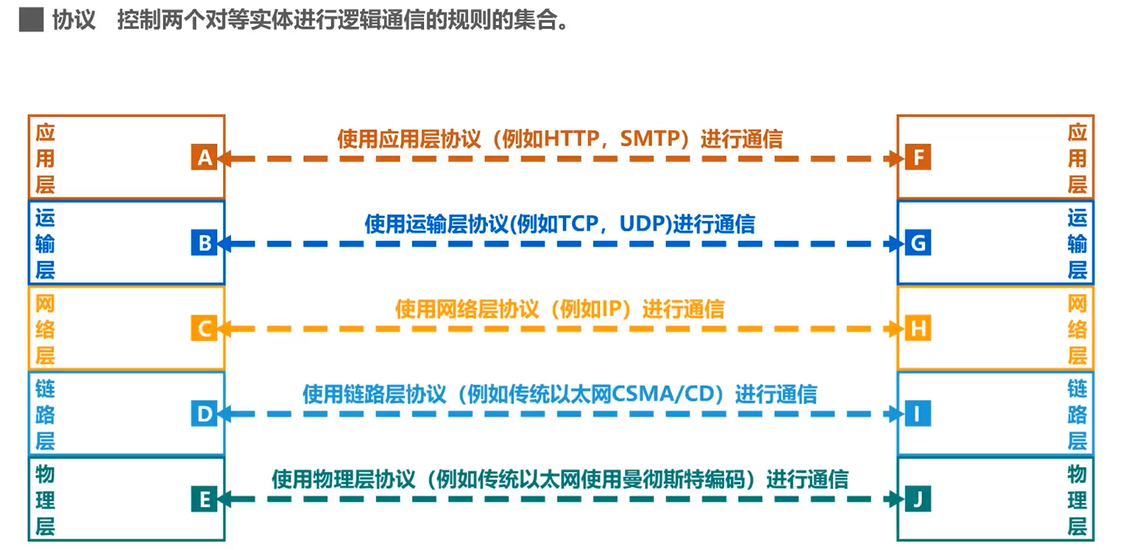 协议 控制两个对等实体进行逻辑通信的规则的集合。
应用层
A
使用应用层协议（例如HTTP，SMTP）进行通信
F
应用层
运输层
B
使用运输层协议(例如TCP，UDP)进行通信
G
运输层
网络层
C
使用网络层协议（例如IP）进行通信
H
网络层
链路层
D
使用链路层协议（例如传统以太网CSMA/CD）进行通信
I
链路层
物理层
E
使用物理层协议（例如传统以太网使用曼彻斯特编码）进行通信
J
物理层